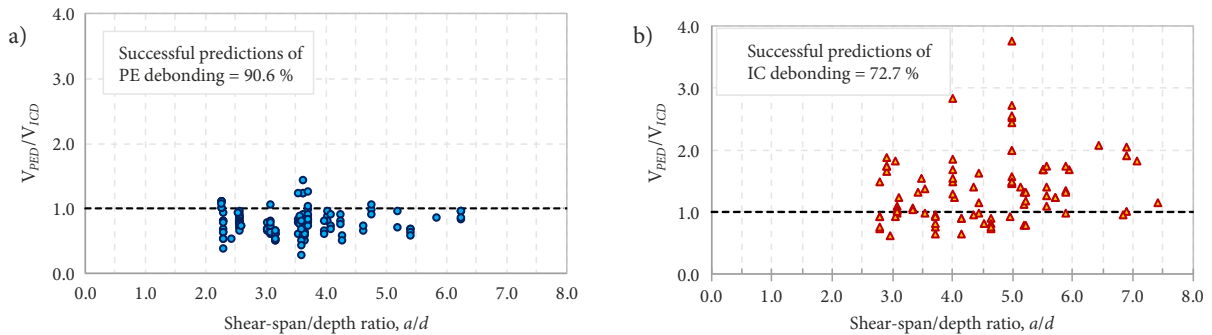 a)
4.0
Successful predictions of
PE debonding = 90.6 %
3.0
2.0
1.0
0.0
V_PED/V_ICD
0.0 1.0 2.0 3.0 4.0 5.0 6.0 7.0 8.0
Shear-span/depth ratio, a/d
b)
4.0
Successful predictions of
IC debonding = 72.7 %
3.0
2.0
1.0
0.0
V_PED/V_ICD
0.0 1.0 2.0 3.0 4.0 5.0 6.0 7.0 8.0
Shear-span/depth ratio, a/d